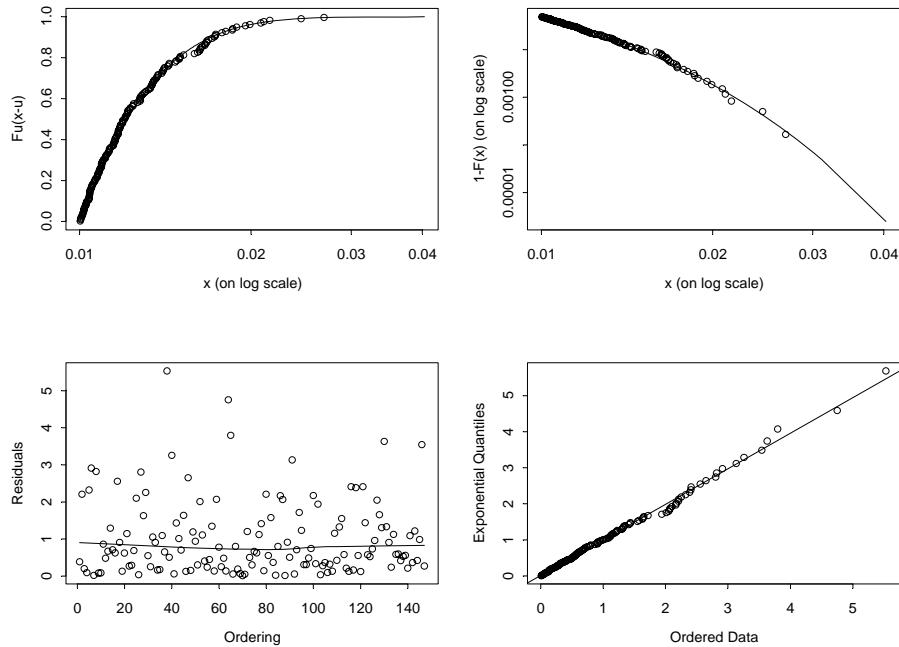 Fu(x-u)
1.0
0.8
0.6
0.4
0.2
0.0
0.01 0.02 0.03 0.04
x (on log scale)
1-F(x) (on log scale)
0.00100
0.00001
0.01 0.02 0.03 0.04
x (on log scale)
Residuals
5
4
3
2
1
0
0 20 40 60 80 100 120 140
Ordering
Exponential Quantiles
5
4
3
2
1
0
0 1 2 3 4 5
Ordered Data